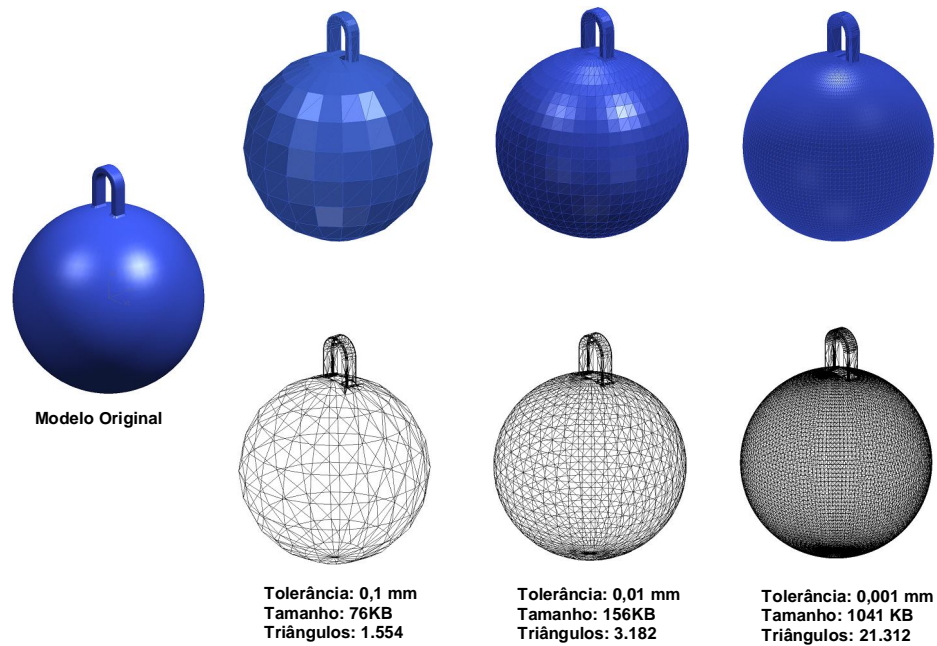 Modelo Original
Tolerância: 0,1 mm
Tamanho: 76KB
Triângulos: 1.554
Tolerância: 0,01 mm
Tamanho: 156KB
Triângulos: 3.182
Tolerância: 0,001 mm
Tamanho: 1041 KB
Triângulos: 21.312